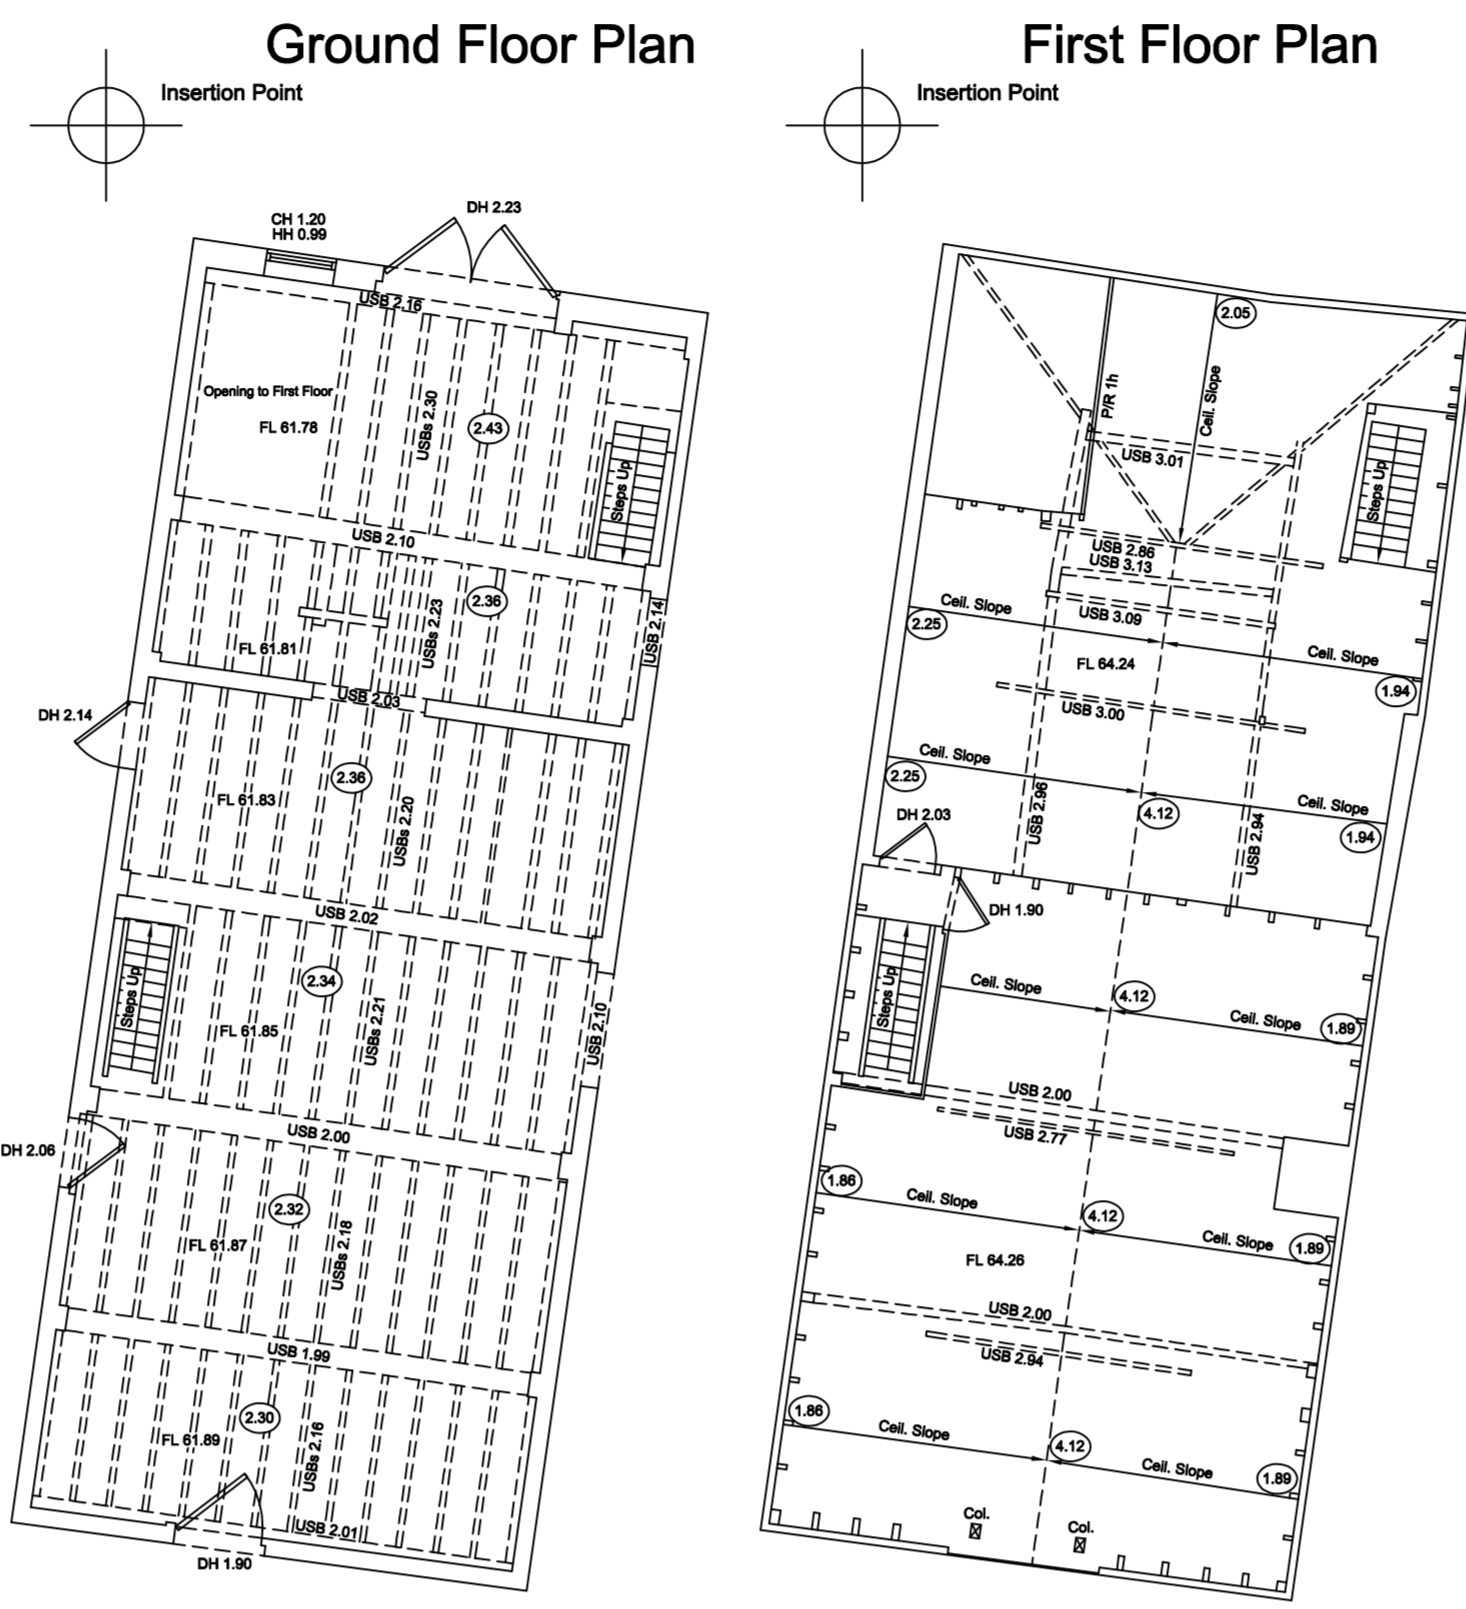 Ground Floor Plan
Insertion Point
CH 1.20
HH 0.99
DH 2.23
USB 2.16
Opening to First Floor
FL 61.78
USBs 2.30
2.43
Steps Up
USB 2.10
2.36
USBs 2.23
USB 2.14
FL 61.81
USB 2.03
DH 2.14
2.36
FL 61.83
USBs 2.20
USB 2.02
2.34
Steps Up
FL 61.85
USBs 2.21
USB 2.10
USB 2.00
DH 2.06
2.32
FL 61.87
USBs 2.18
USB 1.99
2.30
FL 61.89
USBs 2.16
USB 2.01
DH 1.90
First Floor Plan
Insertion Point
2.05
P/R 1h
Ceil. Slope
USB 3.01
Steps Up
USB 2.86
USB 3.13
Ceil. Slope
USB 3.09
2.25
FL 64.24
Ceil. Slope
1.94
USB 3.00
Ceil. Slope
2.25
4.12
Ceil. Slope
USB 2.96
DH 2.03
USB 2.94
1.94
DH 1.90
Steps Up
Ceil. Slope
4.12
Ceil. Slope
1.89
USB 2.00
USB 2.77
1.86
Ceil. Slope
4.12
Ceil. Slope
1.89
FL 64.26
USB 2.00
USB 2.94
1.86
Ceil. Slope
4.12
Ceil. Slope
1.89
Col.
Col.